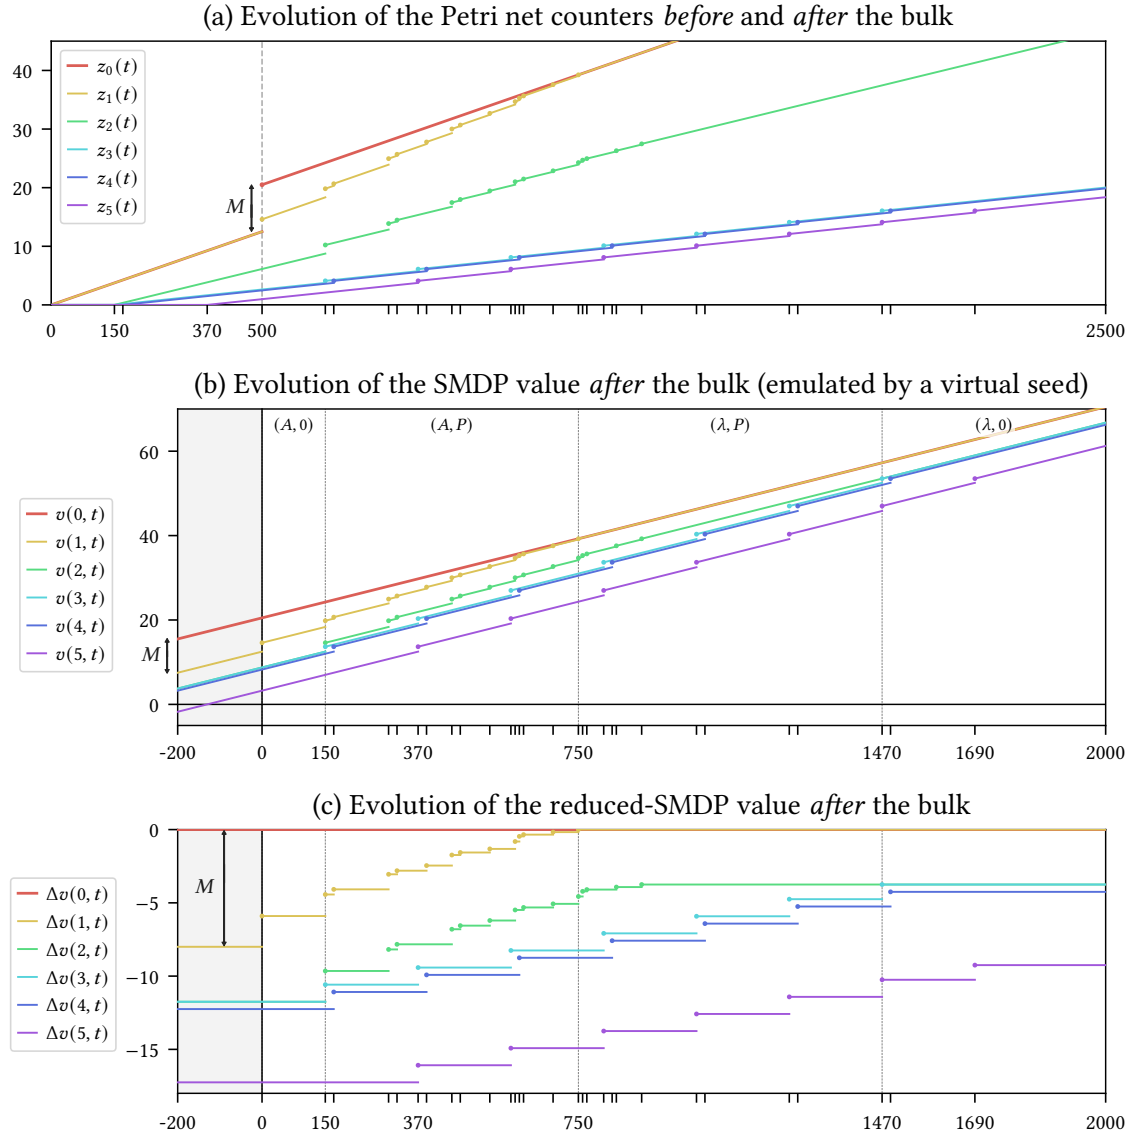 (a) Evolution of the Petri net counters before and after the bulk
40
30
20
10
0
z₀(t)
z₁(t)
z₂(t)
z₃(t)
z₄(t)
z₅(t)
M
0 150 370 500 2500
(b) Evolution of the SMDP value after the bulk (emulated by a virtual seed)
(A, 0) (A, P) (λ, P) (λ, 0)
60
40
20
0
v(0, t)
v(1, t)
v(2, t)
v(3, t)
v(4, t)
v(5, t)
M
-200 0 150 370 750 1470 1690 2000
(c) Evolution of the reduced-SMDP value after the bulk
0
−5
−10
−15
M
Δv(0, t)
Δv(1, t)
Δv(2, t)
Δv(3, t)
Δv(4, t)
Δv(5, t)
-200 0 150 370 750 1470 1690 2000